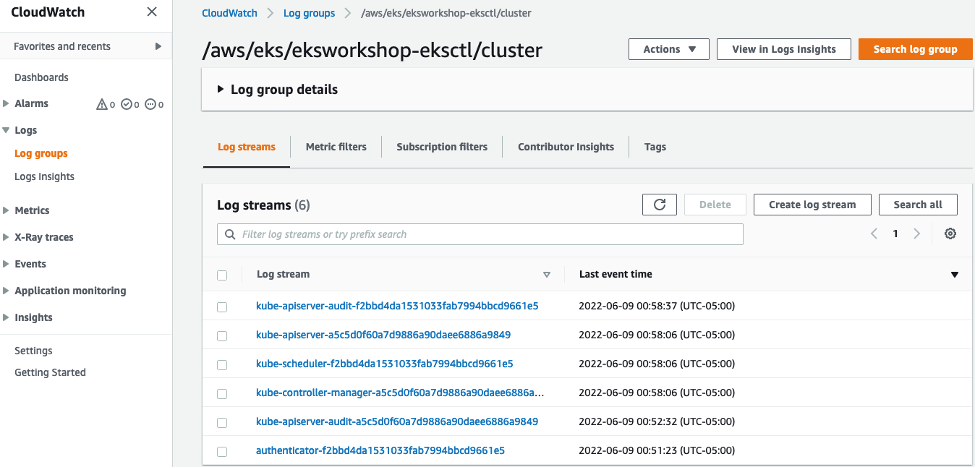 CloudWatch
Favorites and recents
Dashboards
Alarms 0 0 0
Logs
Log groups
Logs Insights
Metrics
X-Ray traces
Events
Application monitoring
Insights
Settings
Getting Started
CloudWatch > Log groups > /aws/eks/eksworkshop-eksctl/cluster
/aws/eks/eksworkshop-eksctl/cluster
Actions View in Logs Insights Search log group
Log group details
Log streams Metric filters Subscription filters Contributor Insights Tags
Log streams (6)
Delete Create log stream Search all
Filter log streams or try prefix search
1
Log stream Last event time
kube-apiserver-audit-f2bbd4da1531033fab7994bbcd9661e5 2022-06-09 00:58:37 (UTC-05:00)
kube-apiserver-a5c5d0f60a7d9886a90daee6886a9849 2022-06-09 00:58:06 (UTC-05:00)
kube-scheduler-f2bbd4da1531033fab7994bbcd9661e5 2022-06-09 00:58:06 (UTC-05:00)
kube-controller-manager-a5c5d0f60a7d9886a90daee6886a... 2022-06-09 00:58:06 (UTC-05:00)
kube-apiserver-audit-a5c5d0f60a7d9886a90daee6886a9849 2022-06-09 00:52:32 (UTC-05:00)
authenticator-f2bbd4da1531033fab7994bbcd9661e5 2022-06-09 00:51:23 (UTC-05:00)